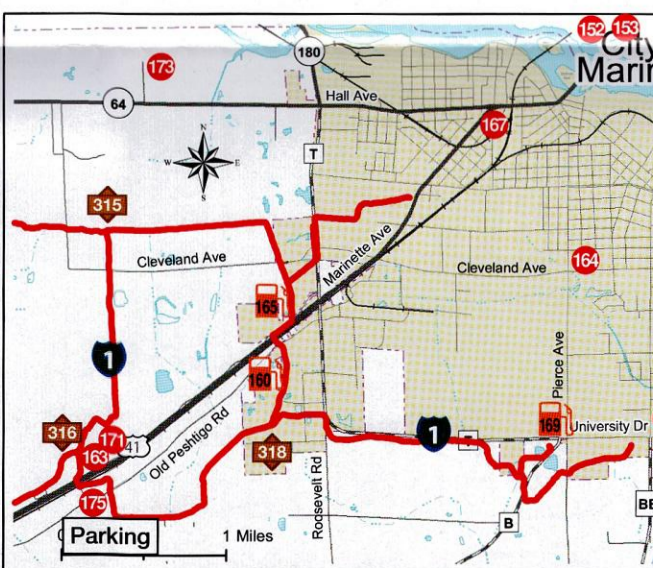 152
153
City
Marin
180
173
64
Hall Ave
167
T
N
W
E
S
315
Cleveland Ave
Marinette Ave
Cleveland Ave
164
165
1
160
Pierce Ave
316
171
41
163
Old Peshtigo Rd
318
1
169
University Dr
175
Roosevelt Rd
B
BB
Parking
1 Miles